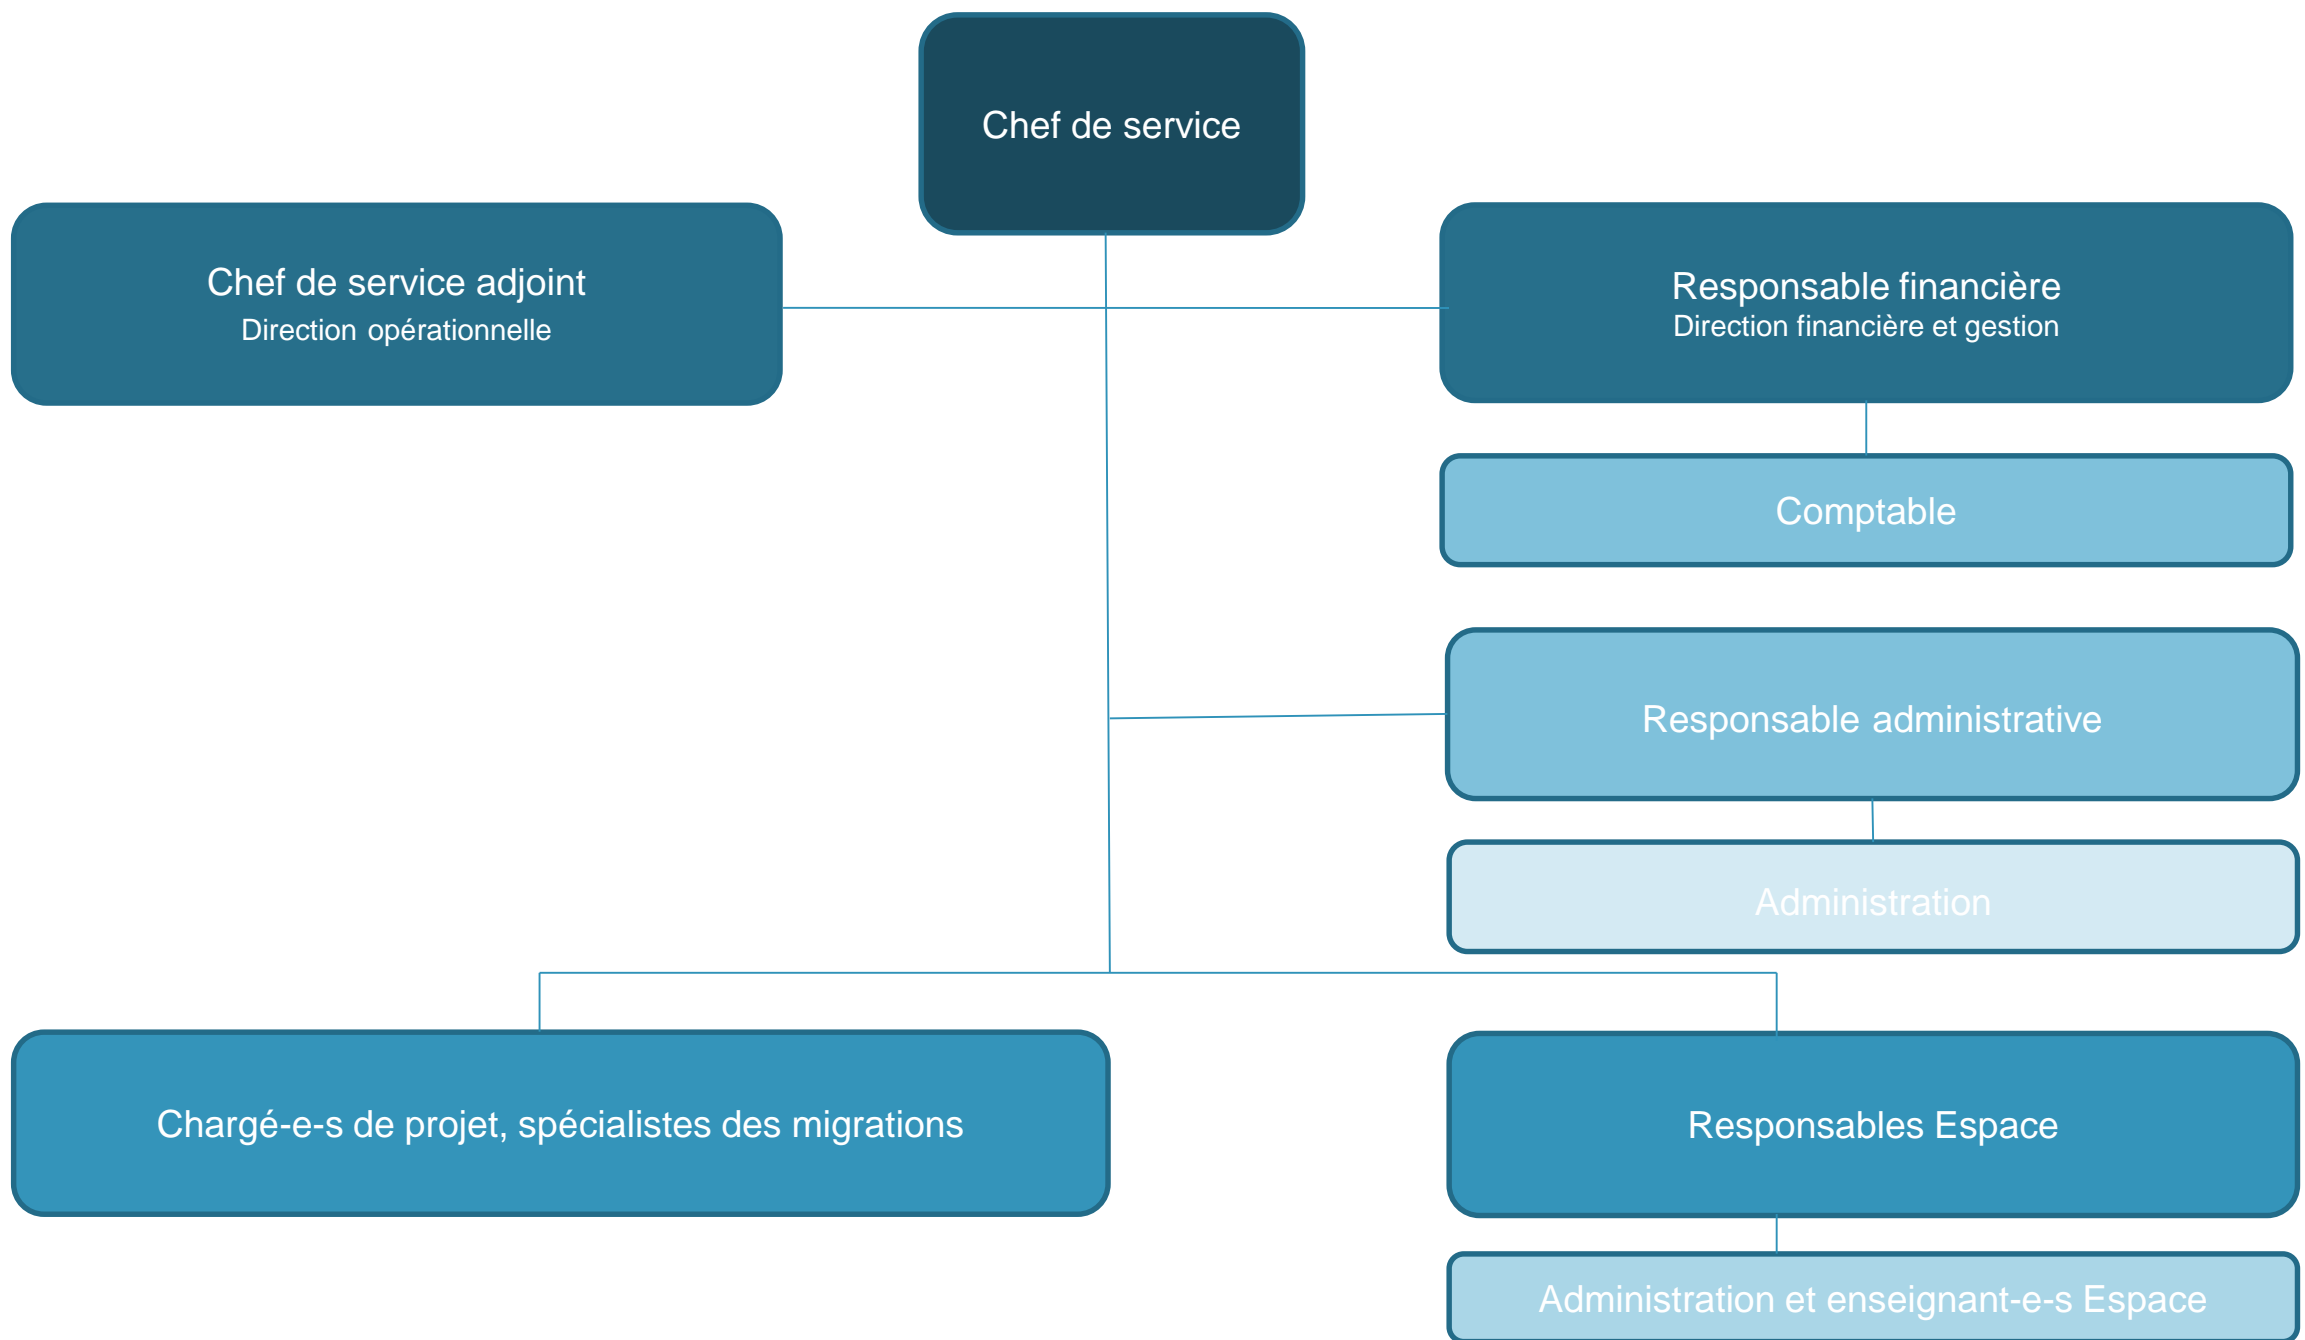 Chef de service
Chef de service adjoint
Direction opérationnelle
Responsable financière
Direction financière et gestion
Comptable
Responsable administrative
Administration
Chargé-e-s de projet, spécialistes des migrations
Responsables Espace
Administration et enseignant-e-s Espace